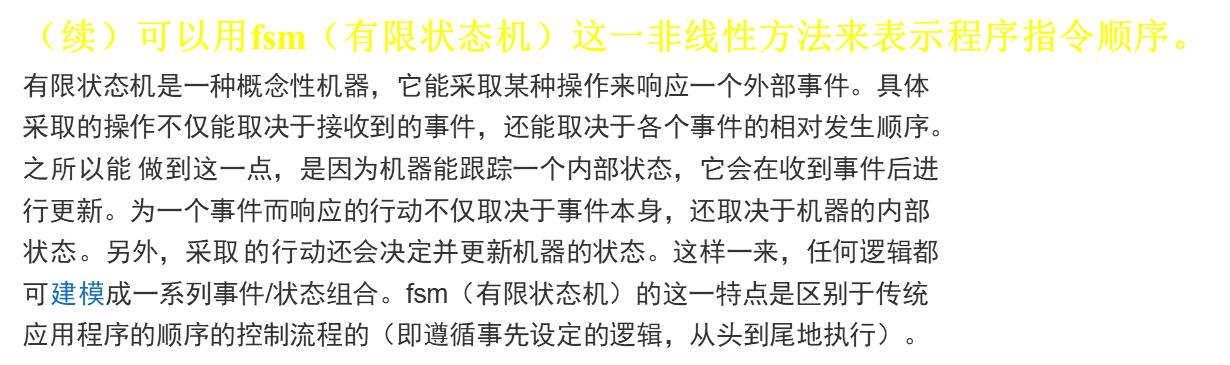 （续）可以用fsm（有限状态机）这一非线性方法来表示程序指令顺序。
有限状态机是一种概念性机器，它能采取某种操作来响应一个外部事件。具体
采取的操作不仅能取决于接收到的事件，还能取决于各个事件的相对发生顺序。
之所以能 做到这一点，是因为机器能跟踪一个内部状态，它会在收到事件后进
行更新。为一个事件而响应的行动不仅取决于事件本身，还取决于机器的内部
状态。另外，采取 的行动还会决定并更新机器的状态。这样一来，任何逻辑都
可建模成一系列事件/状态组合。fsm（有限状态机）的这一特点是区别于传统
应用程序的顺序的控制流程的（即遵循事先设定的逻辑，从头到尾地执行）。